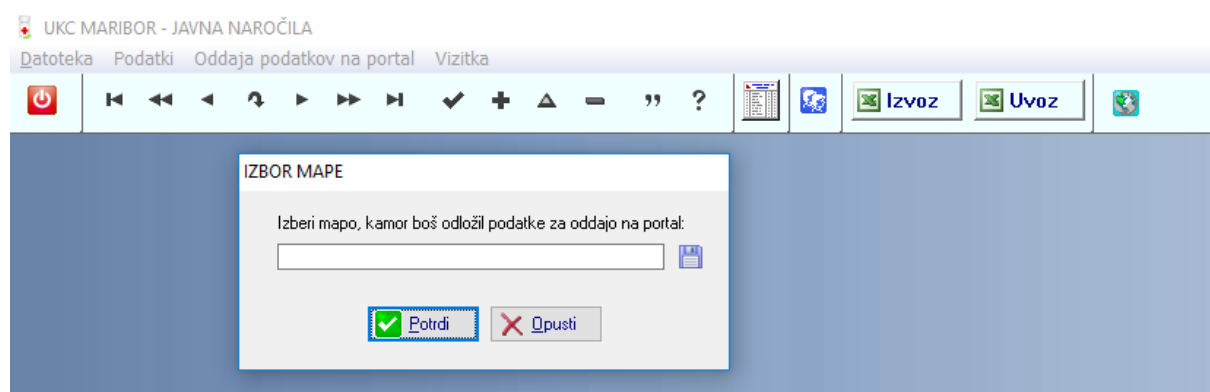 UKC MARIBOR - JAVNA NAROČILA
Datoteka Podatki Oddaja podatkov na portal Vizitka
Izvoz Uvoz
IZBOR MAPE
Izberi mapo, kamor boš odložil podatke za oddajo na portal:
Potrdi Opusti